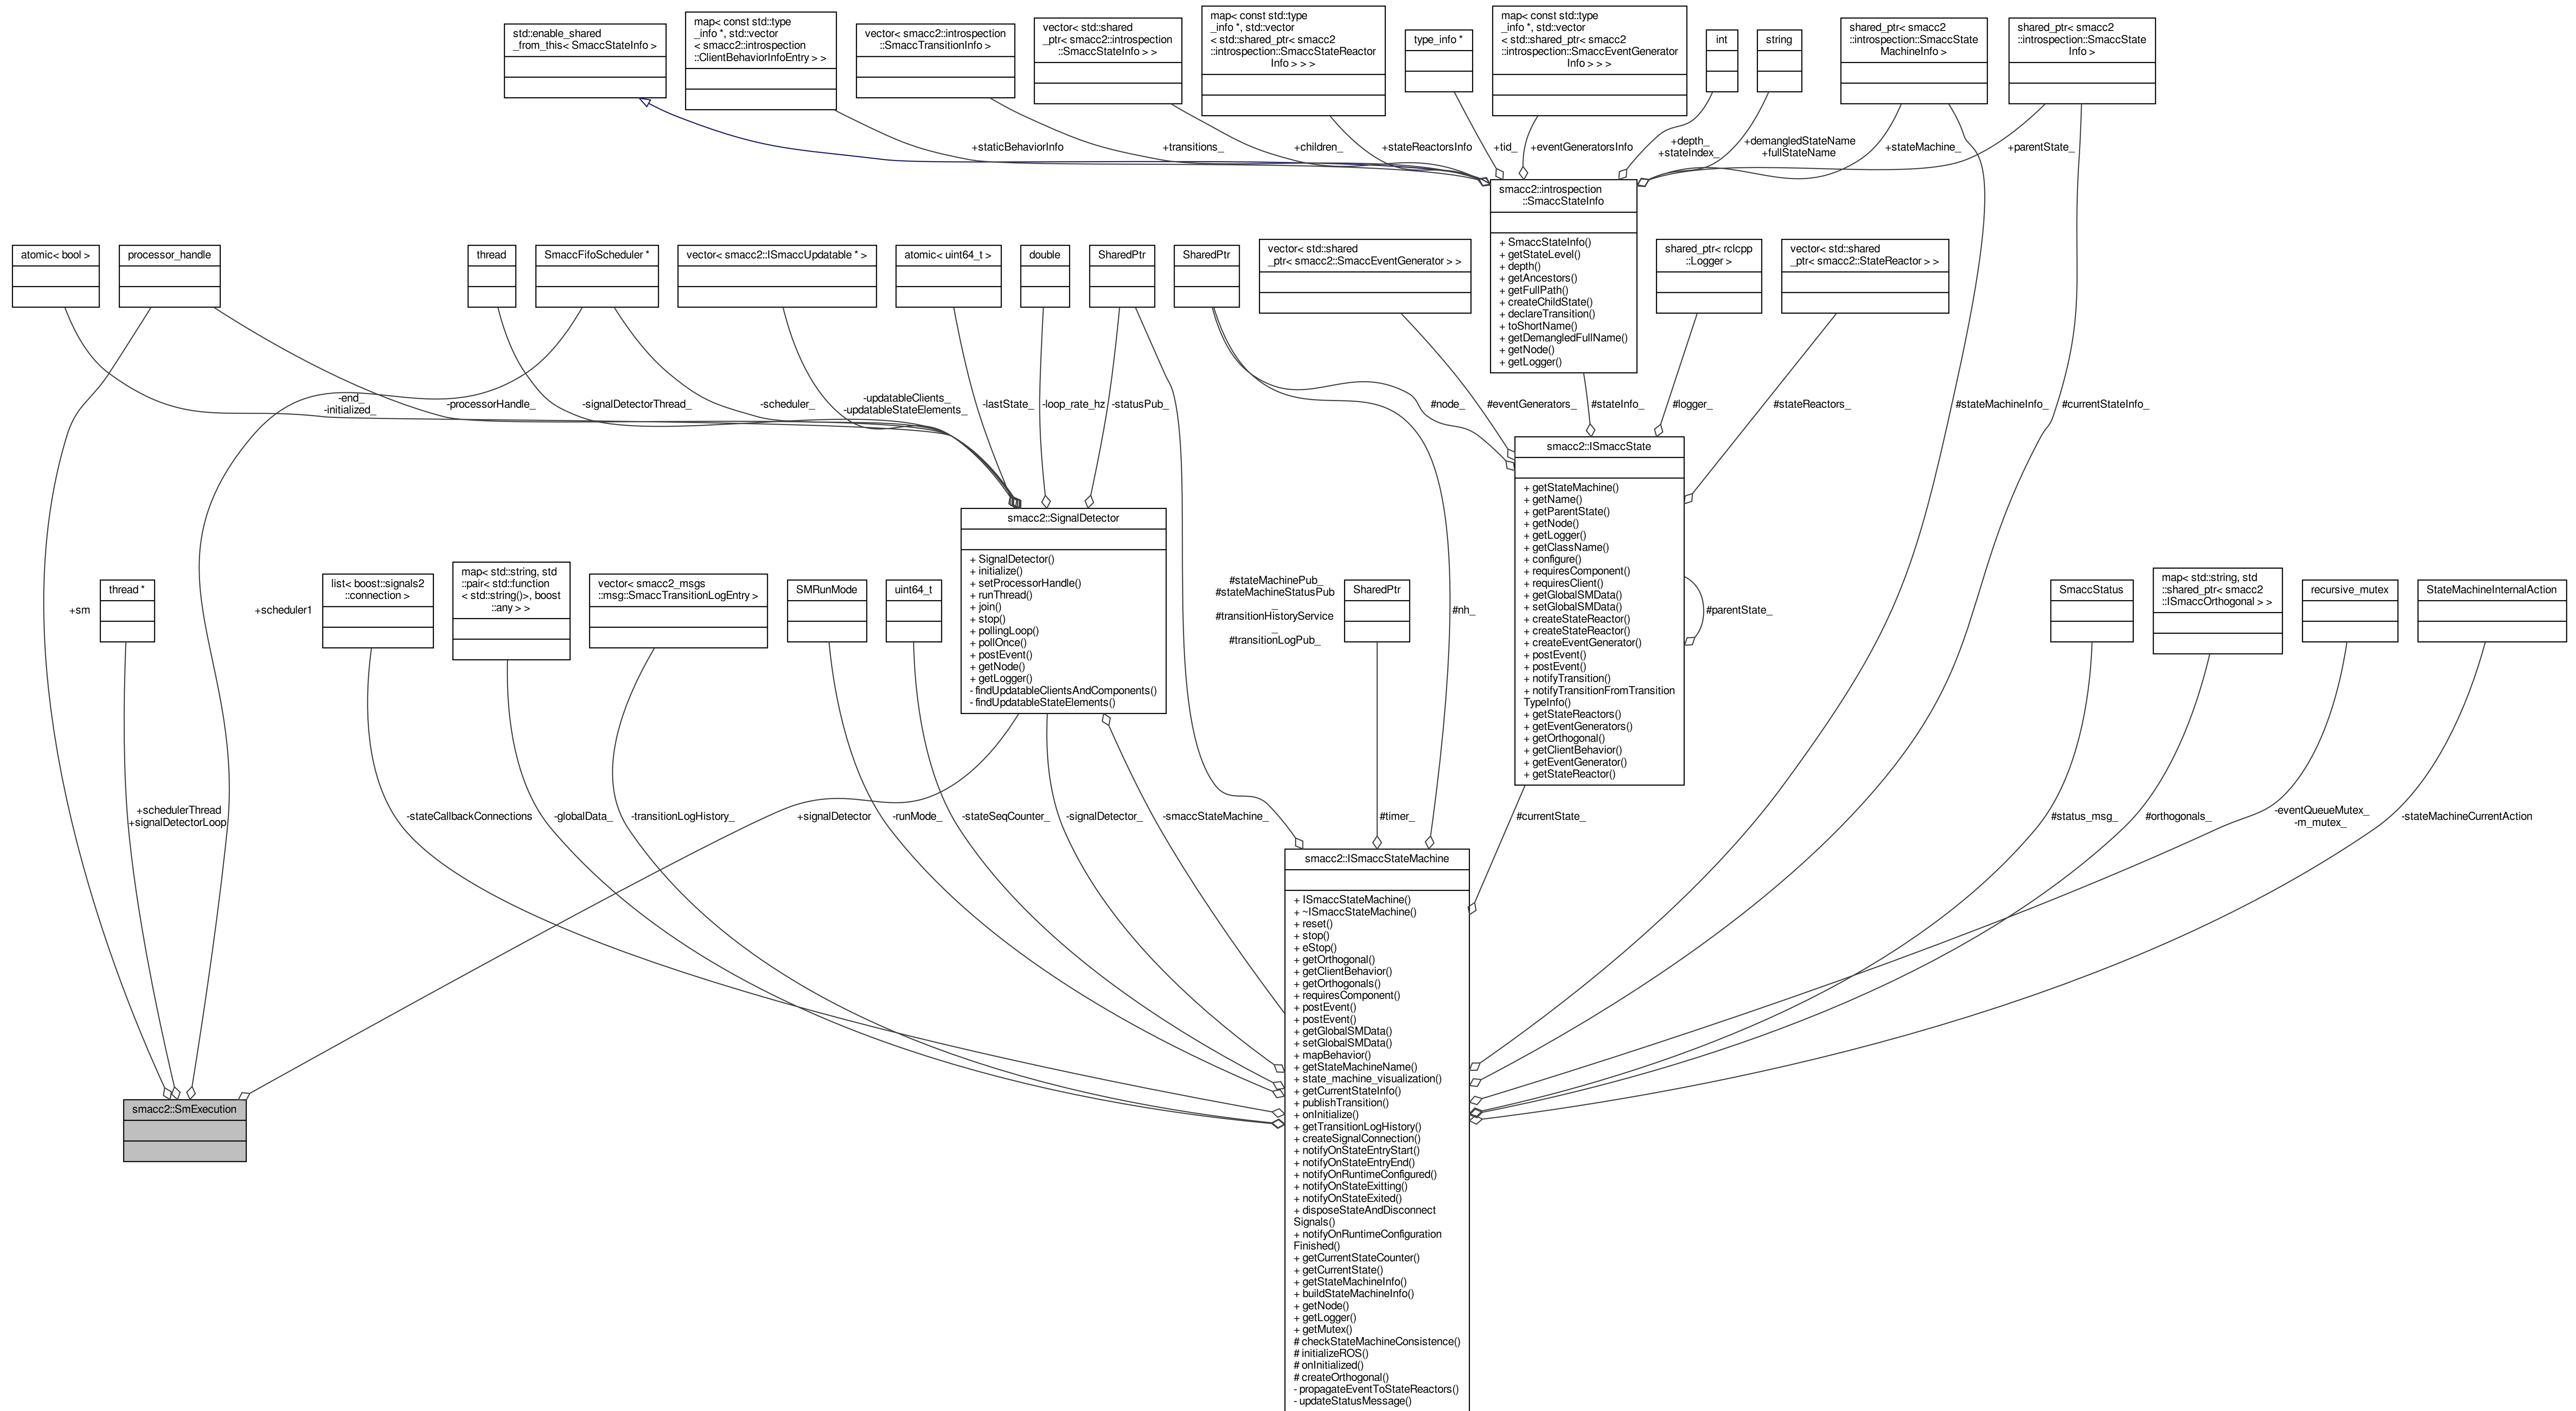 std::enable_shared
_from_this< SmaccStateInfo >
map< const std::type
_info *, std::vector
< smacc2::introspection
::ClientBehaviorInfoEntry > >
vector< smacc2::introspection
::SmaccTransitionInfo >
vector< std::shared
_ptr< smacc2::introspection
::SmaccStateInfo > >
map< const std::type
_info *, std::vector
< std::shared_ptr< smacc2
::introspection::SmaccStateReactor
Info > > >
type_info *
map< const std::type
_info *, std::vector
< std::shared_ptr< smacc2
::introspection::SmaccEventGenerator
Info > > >
int
string
shared_ptr< smacc2
::introspection::SmaccState
MachineInfo >
shared_ptr< smacc2
::introspection::SmaccState
Info >
+staticBehaviorInfo
+transitions_
+children_
+stateReactorsInfo
+tid_
+eventGeneratorsInfo
+depth_
+stateIndex_
+demangledStateName
+fullStateName
+stateMachine_
+parentState_
smacc2::introspection
::SmaccStateInfo
+ SmaccStateInfo()
+ getStateLevel()
+ depth()
+ getAncestors()
+ getFullPath()
+ createChildState()
+ declareTransition()
+ toShortName()
+ getDemangledFullName()
+ getNode()
+ getLogger()
atomic< bool >
processor_handle
thread
SmaccFifoScheduler *
vector< smacc2::ISmaccUpdatable * >
atomic< uint64_t >
double
SharedPtr
SharedPtr
vector< std::shared
_ptr< smacc2::SmaccEventGenerator > >
shared_ptr< rclcpp
::Logger >
vector< std::shared
_ptr< smacc2::StateReactor > >
-end_
-initialized_
-processorHandle_
-signalDetectorThread_
-scheduler_
-updatableClients_
-updatableStateElements_
-lastState_
-loop_rate_hz
-statusPub_
#node_
#eventGenerators_
#stateInfo_
#logger_
#stateReactors_
#stateMachineInfo_
#currentStateInfo_
smacc2::SignalDetector
+ SignalDetector()
+ initialize()
+ setProcessorHandle()
+ runThread()
+ join()
+ stop()
+ pollingLoop()
+ pollOnce()
+ postEvent()
+ getNode()
+ getLogger()
- findUpdatableClientsAndComponents()
- findUpdatableStateElements()
smacc2::ISmaccState
+ getStateMachine()
+ getName()
+ getParentState()
+ getNode()
+ getLogger()
+ getClassName()
+ configure()
+ requiresComponent()
+ requiresClient()
+ getGlobalSMData()
+ setGlobalSMData()
+ createStateReactor()
+ createStateReactor()
+ createEventGenerator()
+ postEvent()
+ postEvent()
+ notifyTransition()
+ notifyTransitionFromTransition
TypeInfo()
+ getStateReactors()
+ getEventGenerators()
+ getOrthogonal()
+ getClientBehavior()
+ getEventGenerator()
+ getStateReactor()
#parentState_
+sm
thread *
+scheduler1
list< boost::signals2
::connection >
map< std::string, std
::pair< std::function
< std::string()>, boost
::any > >
vector< smacc2_msgs
::msg::SmaccTransitionLogEntry >
SMRunMode
uint64_t
#stateMachinePub_
#stateMachineStatusPub
_
#transitionHistoryService
_
#transitionLogPub_
SharedPtr
#nh_
SmaccStatus
map< std::string, std
::shared_ptr< smacc2
::ISmaccOrthogonal > >
recursive_mutex
StateMachineInternalAction
+schedulerThread
+signalDetectorLoop
-stateCallbackConnections
-globalData_
-transitionLogHistory_
+signalDetector
-runMode_
-stateSeqCounter_
-signalDetector_
-smaccStateMachine_
#timer_
#currentState_
#status_msg_
#orthogonals_
-eventQueueMutex_
-m_mutex_
-stateMachineCurrentAction
smacc2::ISmaccStateMachine
+ ISmaccStateMachine()
+ ~ISmaccStateMachine()
+ reset()
+ stop()
+ eStop()
+ getOrthogonal()
+ getClientBehavior()
+ getOrthogonals()
+ requiresComponent()
+ postEvent()
+ postEvent()
+ getGlobalSMData()
+ setGlobalSMData()
+ mapBehavior()
+ getStateMachineName()
+ state_machine_visualization()
+ getCurrentStateInfo()
+ publishTransition()
+ onInitialize()
+ getTransitionLogHistory()
+ createSignalConnection()
+ notifyOnStateEntryStart()
+ notifyOnStateEntryEnd()
+ notifyOnRuntimeConfigured()
+ notifyOnStateExitting()
+ notifyOnStateExited()
+ disposeStateAndDisconnect
Signals()
+ notifyOnRuntimeConfiguration
Finished()
+ getCurrentStateCounter()
+ getCurrentState()
+ getStateMachineInfo()
+ buildStateMachineInfo()
+ getNode()
+ getLogger()
+ getMutex()
# checkStateMachineConsistence()
# initializeROS()
# onInitialized()
# createOrthogonal()
- propagateEventToStateReactors()
- updateStatusMessage()
smacc2::SmExecution